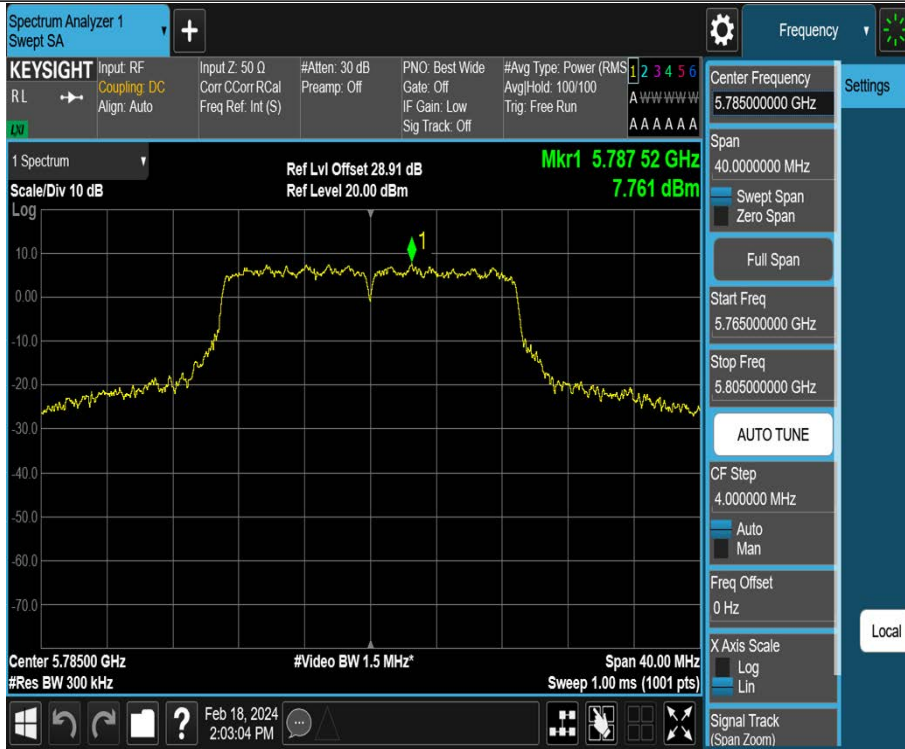 Spectrum Analyzer 1
Swept SA
+
Frequency
KEYSIGHT
RL
LXI
Input: RF
Coupling: DC
Align: Auto
Input Z: 50 Ω
Corr CCorr RCal
Freq Ref: Int (S)
#Atten: 30 dB
Preamp: Off
PNO: Best Wide
Gate: Off
IF Gain: Low
Sig Track: Off
#Avg Type: Power (RMS
Avg|Hold: 100/100
Trig: Free Run
1 2 3 4 5 6
A W W W W W
A A A A A A
1 Spectrum
Scale/Div 10 dB
Log
Ref Lvl Offset 28.91 dB
Ref Level 20.00 dBm
Mkr1 5.787 52 GHz
7.761 dBm
1
10.0
0.00
-10.0
-20.0
-30.0
-40.0
-50.0
-60.0
-70.0
Center 5.78500 GHz
#Res BW 300 kHz
#Video BW 1.5 MHz*
Span 40.00 MHz
Sweep 1.00 ms (1001 pts)
Feb 18, 2024
2:03:04 PM
?
Center Frequency
5.785000000 GHz
Span
40.0000000 MHz
Swept Span
Zero Span
Full Span
Start Freq
5.765000000 GHz
Stop Freq
5.805000000 GHz
AUTO TUNE
CF Step
4.000000 MHz
Auto
Man
Freq Offset
0 Hz
X Axis Scale
Log
Lin
Signal Track
(Span Zoom)
Settings
Local